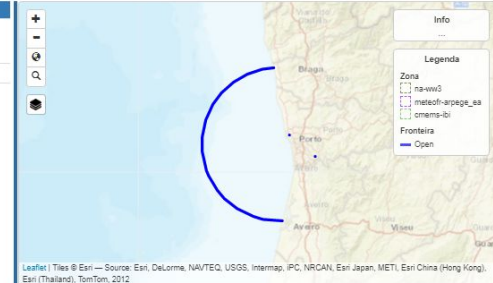 +
-
Info
...
Legenda
Zona
na-ww3
meteofr-arpege_ea
cmems-ibi
Fronteira
Open
Braga
Porto
Aveiro
Viseu
Leaflet | Tiles © Esri — Source: Esri, DeLorme, NAVTEQ, USGS, Intermap, iPC, NRCAN, Esri Japan, METI, Esri China (Hong Kong),
Esri (Thailand), TomTom, 2012